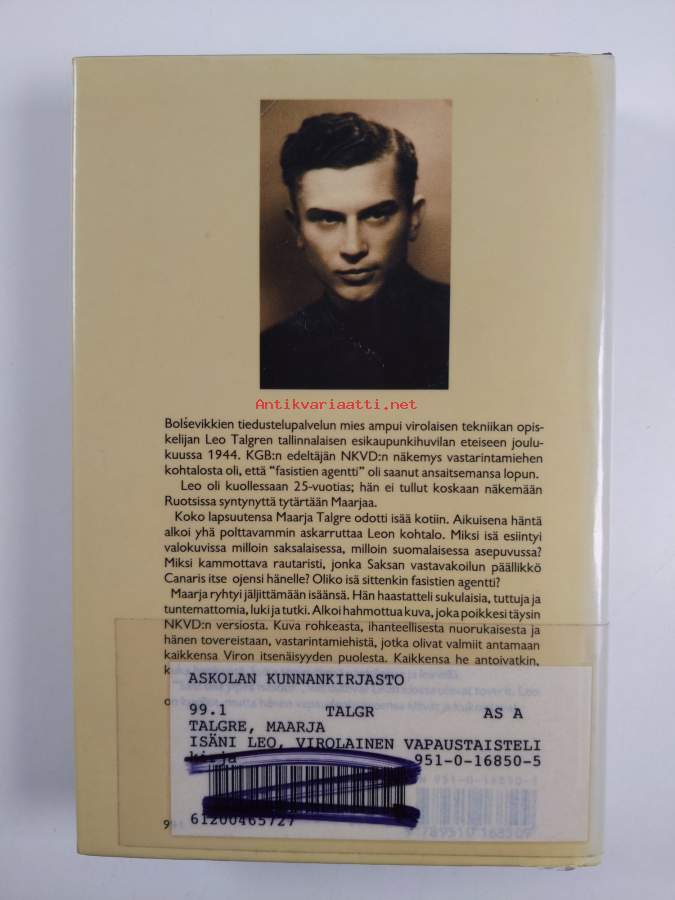 Antikvariaatti.net
Bolševikkien tiedustelupalvelun mies ampui virolaisen tekniikan opis-
kelijan Leo Talgren tallinnalaisen esikaupunkihuvilan eteiseen joulu-
kuussa 1944. KGB:n edeltäjän NKVD:n näkemys vastarintamiehen
kohtalosta oli, että "fasistien agentti" oli saanut ansaitsemansa lopun.
Leo oli kuollessaan 25-vuotias; hän ei tullut koskaan näkemään
Ruotsissa syntynyttä tytärtään Maarjaa.
Koko lapsuutensa Maarja Talgre odotti isää kotiin. Aikuisena häntä
alkoi yhä polttavammin askarruttaa Leon kohtalo. Miksi isä esiintyi
valokuvissa milloin saksalaisessa, milloin suomalaisessa asepuvussa?
Miksi kammottava rautaristi, jonka Saksan vastavakoilun päällikkö
Canaris itse ojensi hänelle? Oliko isä sittenkin fasistien agentti?
Maarja ryhtyi jäljittämään isäänsä. Hän haastatteli sukulaisia, tuttuja ja
tuntemattomia, luki ja tutki. Alkoi hahmottua kuva, joka poikkesi täysin
NKVD:n versiosta. Kuva rohkeasta, ihanteellisesta nuorukaisesta ja
hänen tovereistaan, vastarintamiehistä, jotka olivat valmiit antamaan
kaikkensa Viron itsenäisyyden puolesta. Kaikkensa he antoivatkin,
ASKOLAN KUNNANKIRJASTO
99.1 TALGR AS A
TALGRE, MAARJA
ISÄNI LEO, VIROLAINEN VAPAUSTAISTELI
kirja 951-0-16850-5
61200465727
9789510168509